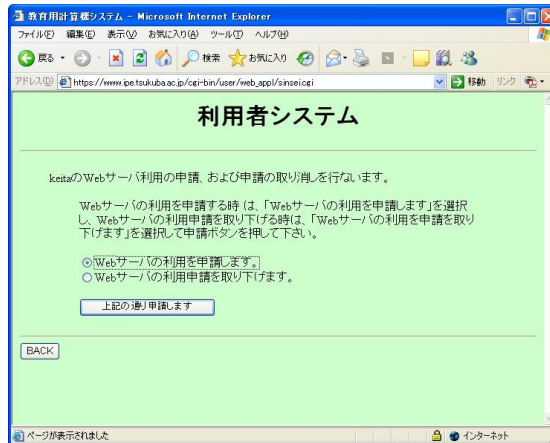 教育用計算機システム - Microsoft Internet Explorer
ファイル(F) 編集(E) 表示(V) お気に入り(A) ツール(T) ヘルプ(H)
戻る 検索 お気に入り
アドレス(D) https://www.ipe.tsukuba.ac.jp/cgi-bin/user/web_appl/sinsei.cgi 移動 リンク
利用者システム
keitaのWebサーバ利用の申請、および申請の取り消しを行ないます。
Webサーバの利用を申請する時は、「Webサーバの利用を申請します」を選択
し、Webサーバの利用申請を取り下げる時は、「Webサーバの利用を申請を取り
下げます」を選択して申請ボタンを押して下さい。
Webサーバの利用を申請します。
Webサーバの利用申請を取り下げます。
上記の通り申請します
BACK
ページが表示されました インターネット